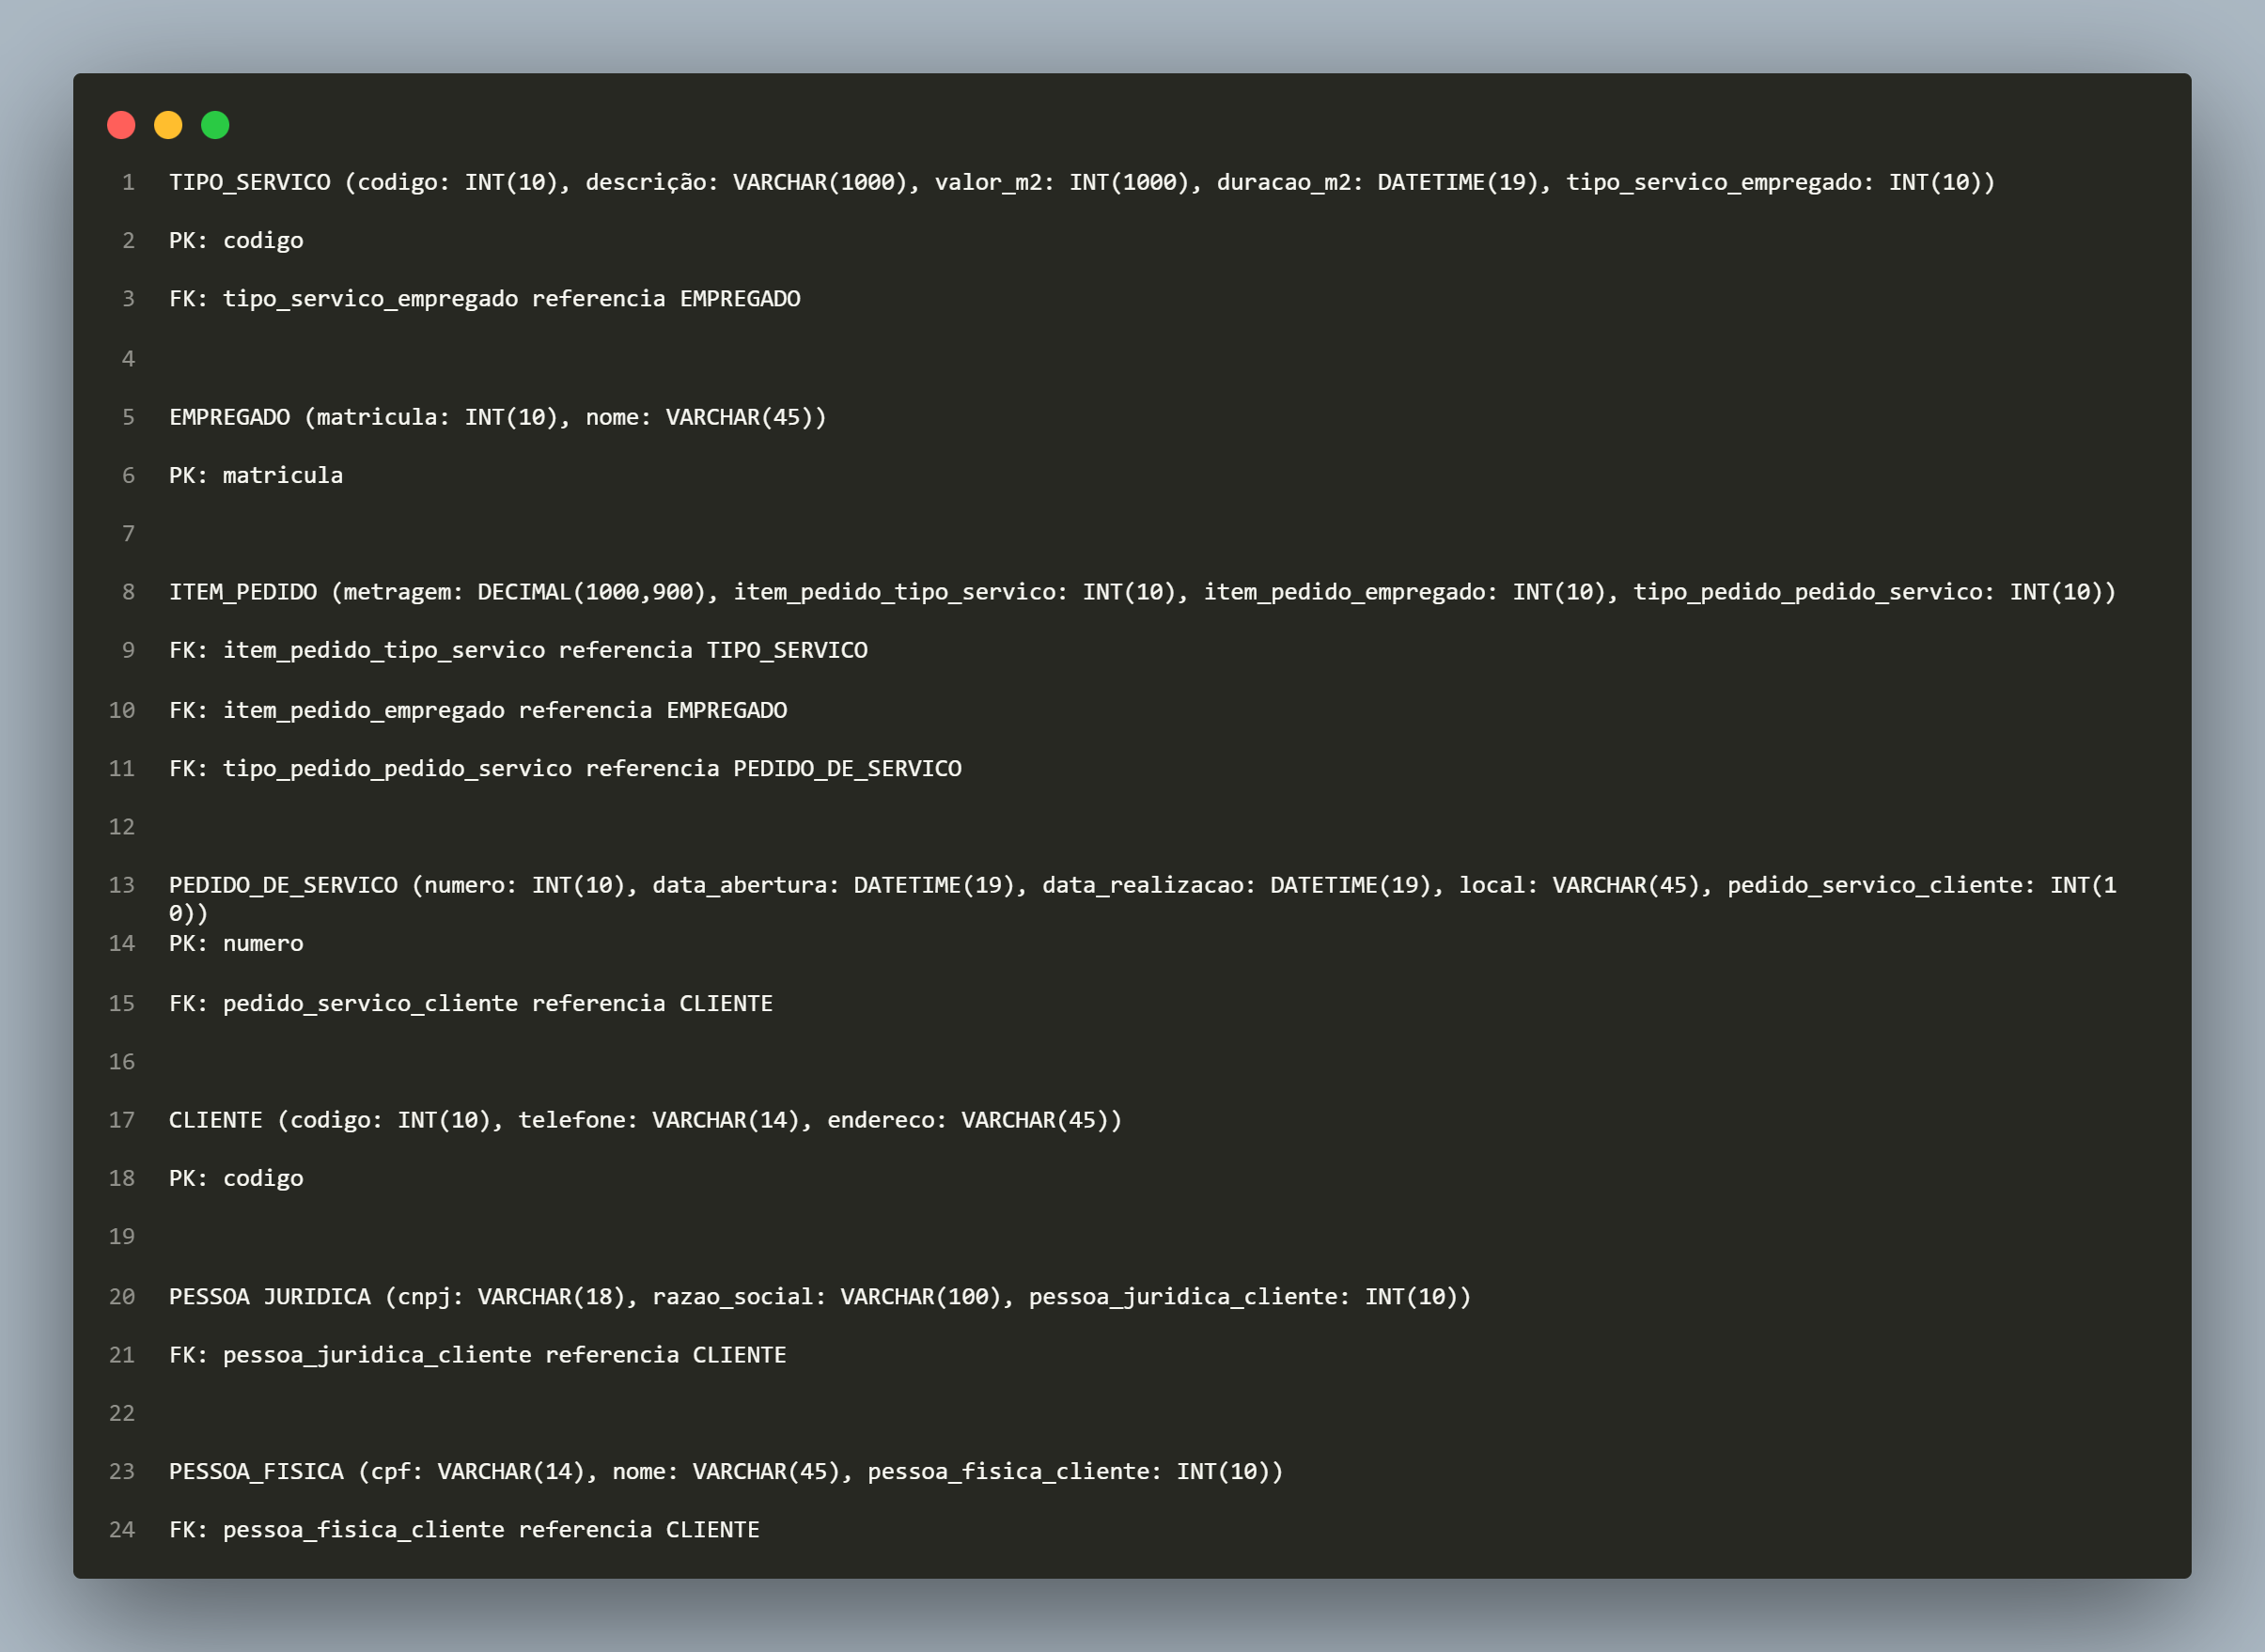 1 TIPO_SERVICO (codigo: INT(10), descrição: VARCHAR(1000), valor_m2: INT(1000), duracao_m2: DATETIME(19), tipo_servico_empregado: INT(10))
2 PK: codigo
3 FK: tipo_servico_empregado referencia EMPREGADO
4
5 EMPREGADO (matricula: INT(10), nome: VARCHAR(45))
6 PK: matricula
7
8 ITEM_PEDIDO (metragem: DECIMAL(1000,900), item_pedido_tipo_servico: INT(10), item_pedido_empregado: INT(10), tipo_pedido_pedido_servico: INT(10))
9 FK: item_pedido_tipo_servico referencia TIPO_SERVICO
10 FK: item_pedido_empregado referencia EMPREGADO
11 FK: tipo_pedido_pedido_servico referencia PEDIDO_DE_SERVICO
12
13 PEDIDO_DE_SERVICO (numero: INT(10), data_abertura: DATETIME(19), data_realizacao: DATETIME(19), local: VARCHAR(45), pedido_servico_cliente: INT(1
0))
14 PK: numero
15 FK: pedido_servico_cliente referencia CLIENTE
16
17 CLIENTE (codigo: INT(10), telefone: VARCHAR(14), endereco: VARCHAR(45))
18 PK: codigo
19
20 PESSOA JURIDICA (cnpj: VARCHAR(18), razao_social: VARCHAR(100), pessoa_juridica_cliente: INT(10))
21 FK: pessoa_juridica_cliente referencia CLIENTE
22
23 PESSOA_FISICA (cpf: VARCHAR(14), nome: VARCHAR(45), pessoa_fisica_cliente: INT(10))
24 FK: pessoa_fisica_cliente referencia CLIENTE